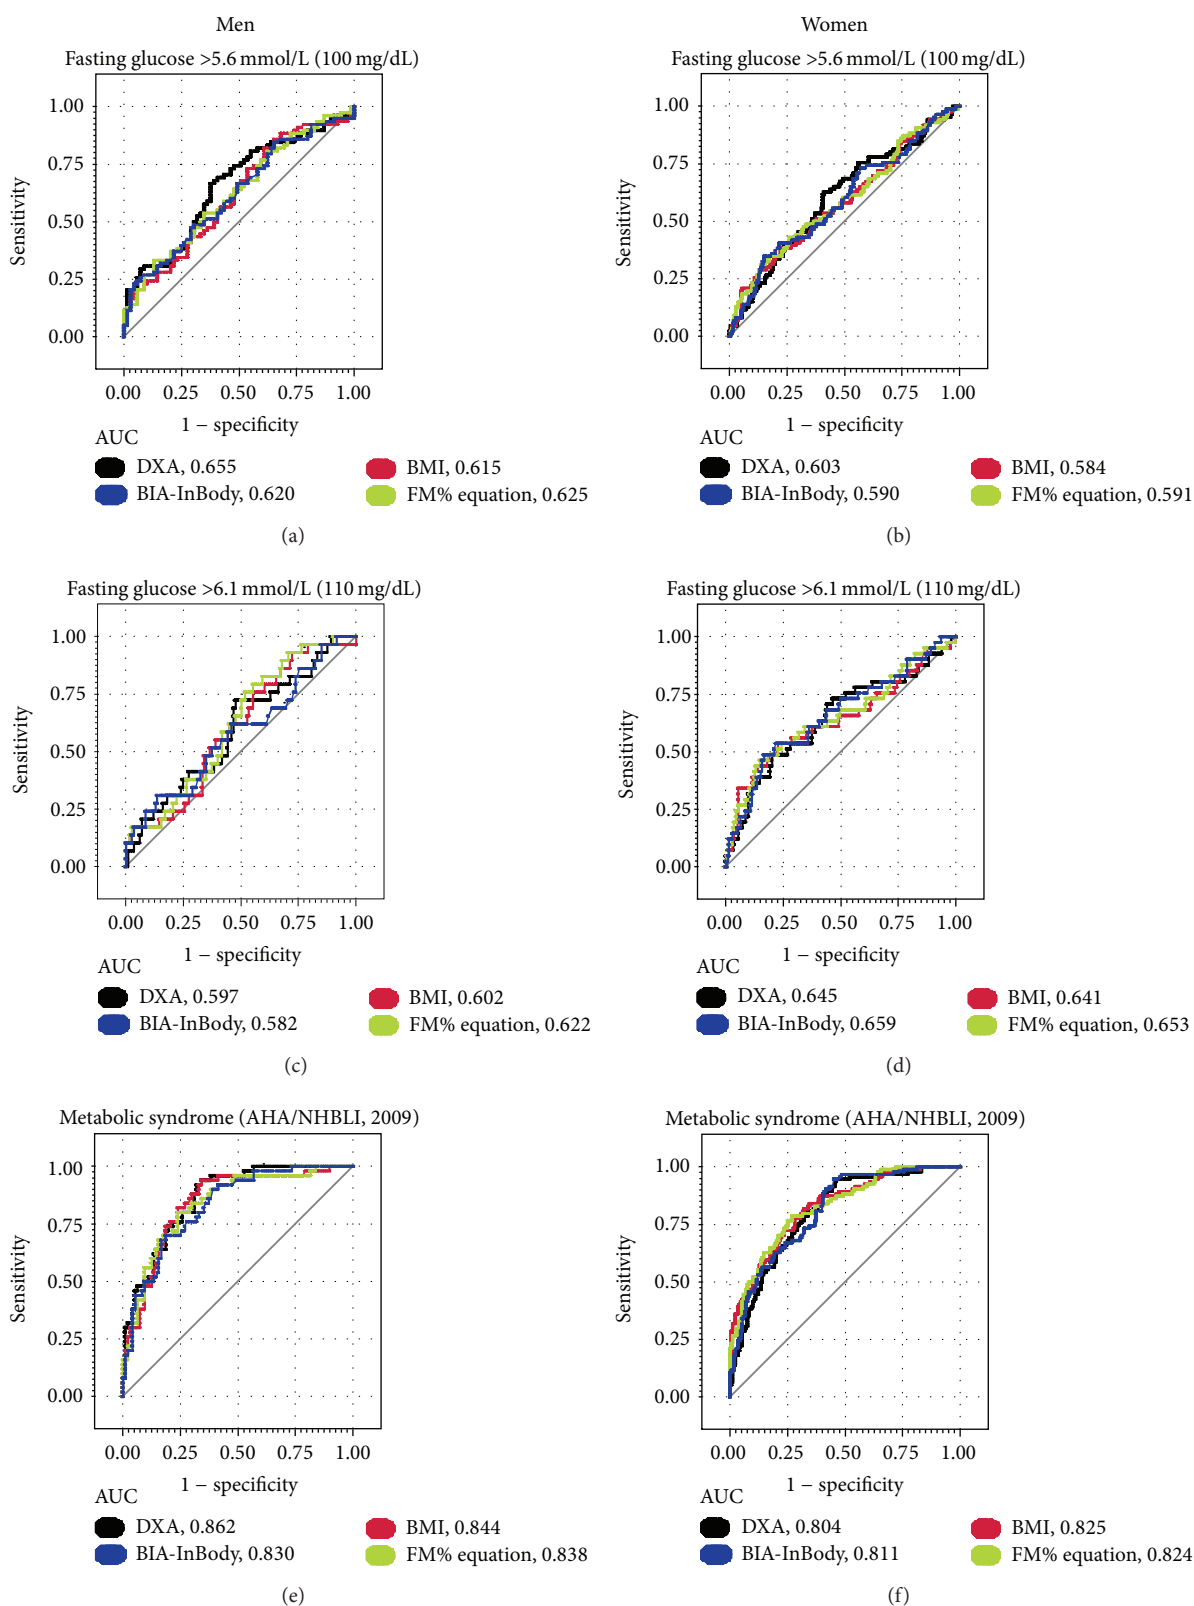 Men
Women
Fasting glucose >5.6 mmol/L (100 mg/dL)
1.00
0.75
0.50
0.25
0.00
Sensitivity
0.00 0.25 0.50 0.75 1.00
1 − specificity
AUC
DXA, 0.655
BMI, 0.615
BIA-InBody, 0.620
FM% equation, 0.625
(a)
Fasting glucose >5.6 mmol/L (100 mg/dL)
1.00
0.75
0.50
0.25
0.00
Sensitivity
0.00 0.25 0.50 0.75 1.00
1 − specificity
AUC
DXA, 0.603
BMI, 0.584
BIA-InBody, 0.590
FM% equation, 0.591
(b)
Fasting glucose >6.1 mmol/L (110 mg/dL)
1.00
0.75
0.50
0.25
0.00
Sensitivity
0.00 0.25 0.50 0.75 1.00
1 − specificity
AUC
DXA, 0.597
BMI, 0.602
BIA-InBody, 0.582
FM% equation, 0.622
(c)
Fasting glucose >6.1 mmol/L (110 mg/dL)
1.00
0.75
0.50
0.25
0.00
Sensitivity
0.00 0.25 0.50 0.75 1.00
1 − specificity
AUC
DXA, 0.645
BMI, 0.641
BIA-InBody, 0.659
FM% equation, 0.653
(d)
Metabolic syndrome (AHA/NHBLI, 2009)
1.00
0.75
0.50
0.25
0.00
Sensitivity
0.00 0.25 0.50 0.75 1.00
1 − specificity
AUC
DXA, 0.862
BMI, 0.844
BIA-InBody, 0.830
FM% equation, 0.838
(e)
Metabolic syndrome (AHA/NHBLI, 2009)
1.00
0.75
0.50
0.25
0.00
Sensitivity
0.00 0.25 0.50 0.75 1.00
1 − specificity
AUC
DXA, 0.804
BMI, 0.825
BIA-InBody, 0.811
FM% equation, 0.824
(f)